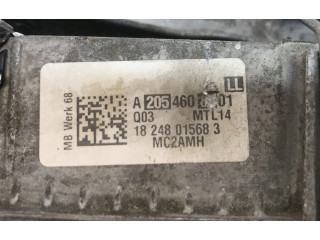 MB Werk 68
LL
A 205 460 01
Q03 MTL14
18 248 01568 3
MC2AMH